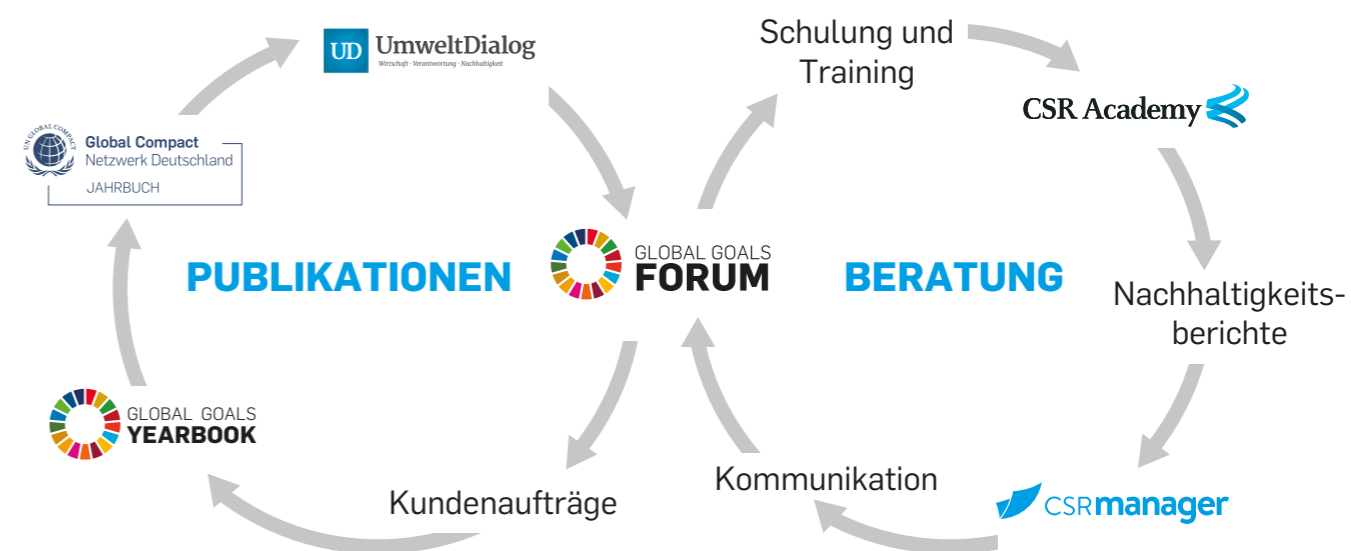 UD UmweltDialog
Wirtschaft · Verantwortung · Nachhaltigkeit
UN GLOBAL COMPACT
Global Compact
Netzwerk Deutschland
JAHRBUCH
PUBLIKATIONEN
GLOBAL GOALS
YEARBOOK
Kundenaufträge
GLOBAL GOALS
FORUM
Schulung und
Training
CSR Academy
BERATUNG
Nachhaltigkeits-
berichte
CSRmanager
Kommunikation